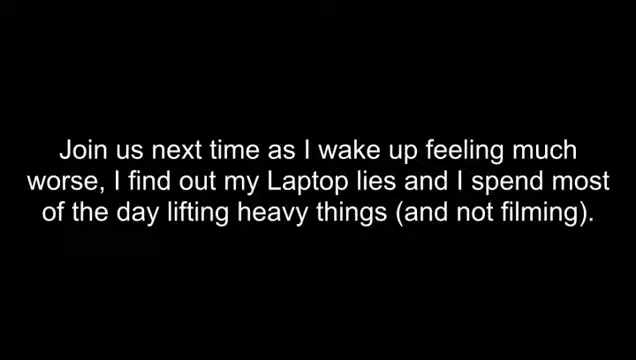 Join us next time as I wake up feeling much
worse, I find out my Laptop lies and I spend most
of the day lifting heavy things (and not filming).